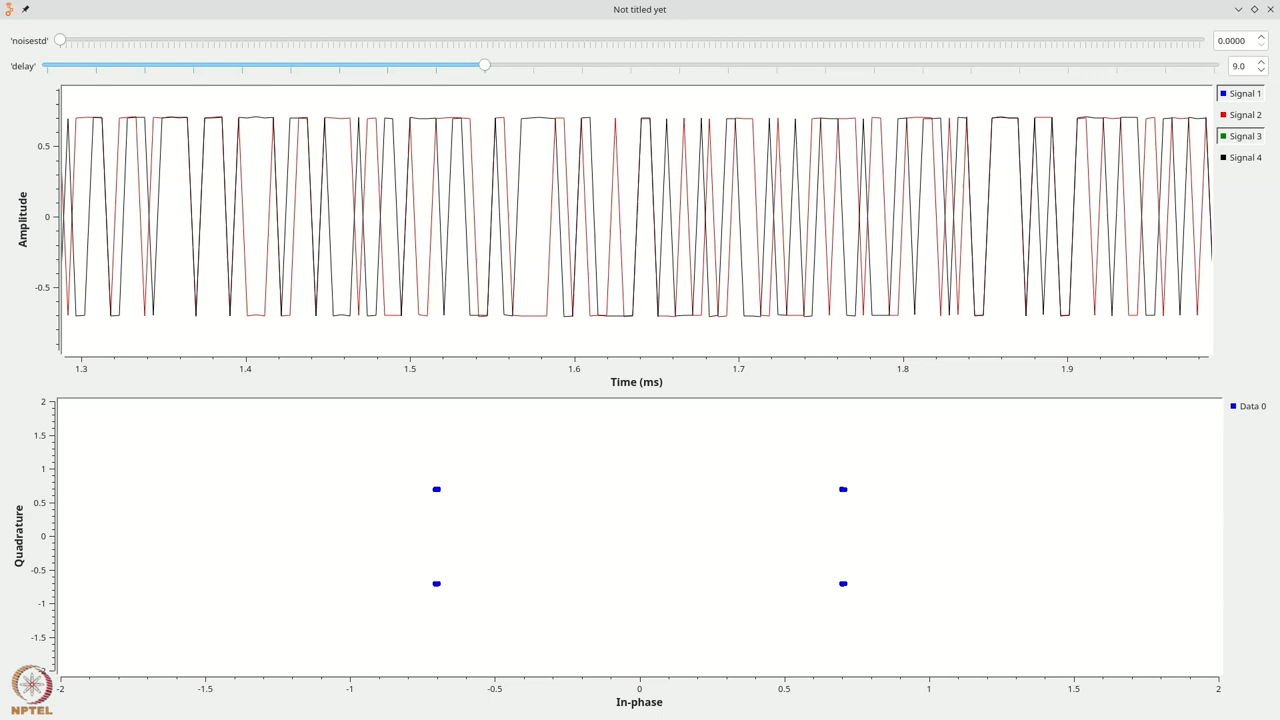 Not titled yet
'noisestd'
0.0000
'delay'
9.0
Signal 1
Signal 2
Signal 3
Signal 4
0.5
0
-0.5
Amplitude
1.3 1.4 1.5 1.6 1.7 1.8 1.9
Time (ms)
Data 0
2
1.5
1
0.5
0
-0.5
-1
-1.5
-2
Quadrature
-2 -1.5 -1 -0.5 0 0.5 1 1.5 2
In-phase
NPTEL